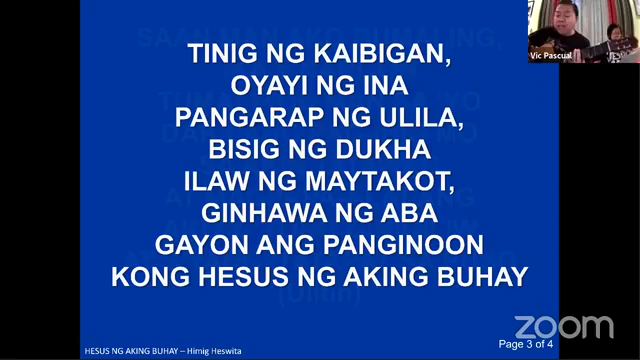 TINIG NG KAIBIGAN,
OYAYI NG INA
PANGARAP NG ULILA,
BISIG NG DUKHA
ILAW NG MAYTAKOT,
GINHAWA NG ABA
GAYON ANG PANGINOON
KONG HESUS NG AKING BUHAY
HESUS NG AKING BUHAY – Himig Heswita
Page 3 of 4
Vic Pascual
zoom